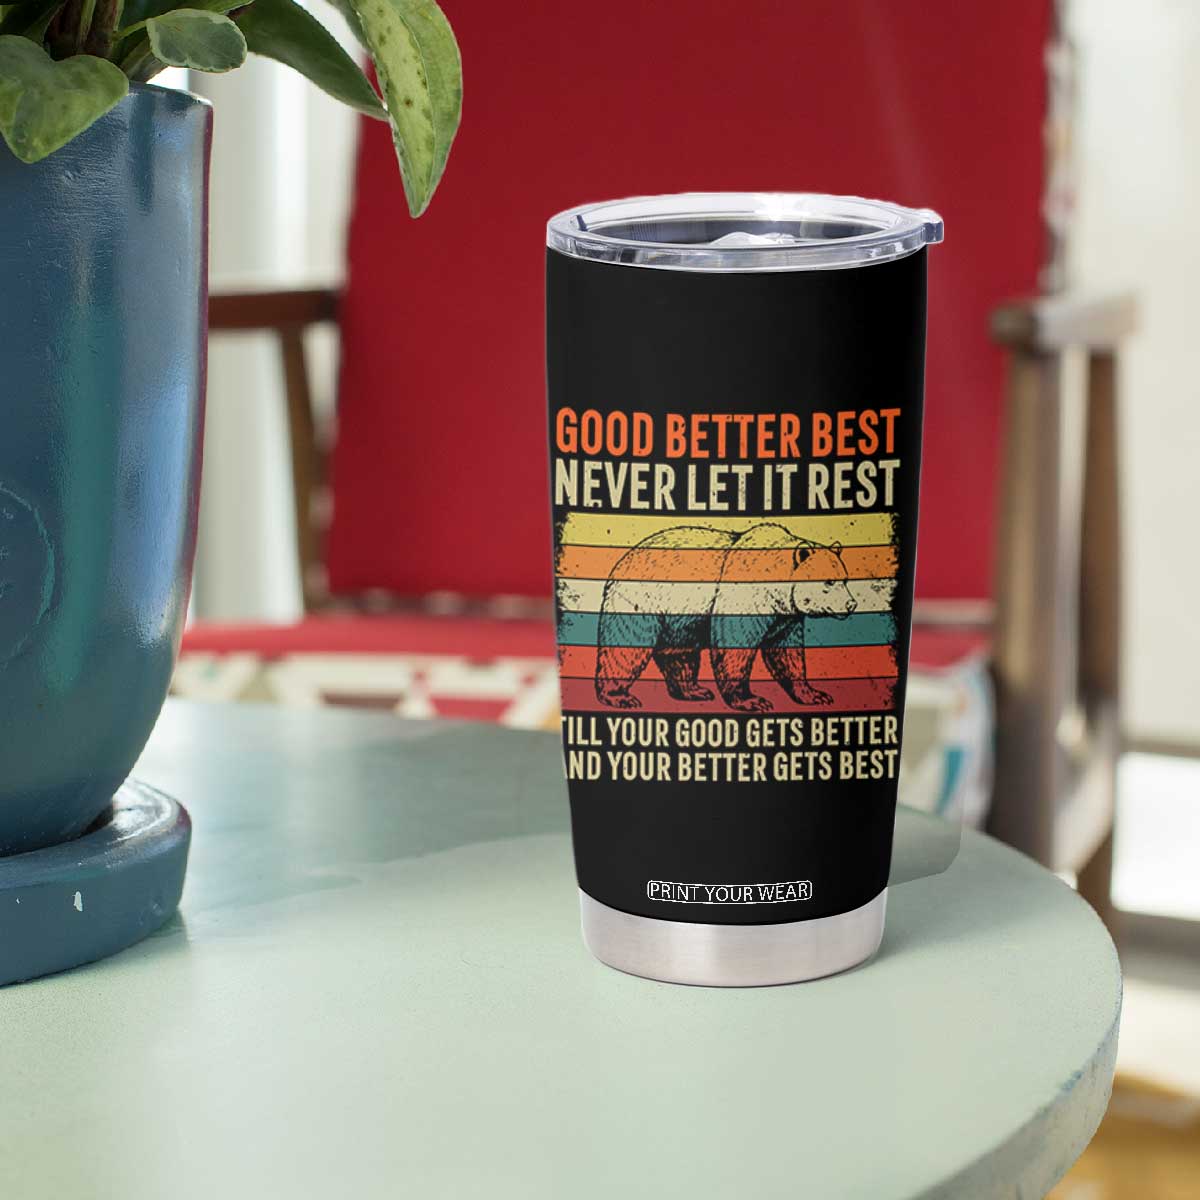 GOOD BETTER BEST
NEVER LET IT REST
TILL YOUR GOOD GETS BETTER
AND YOUR BETTER GETS BEST
PRINT YOUR WEAR